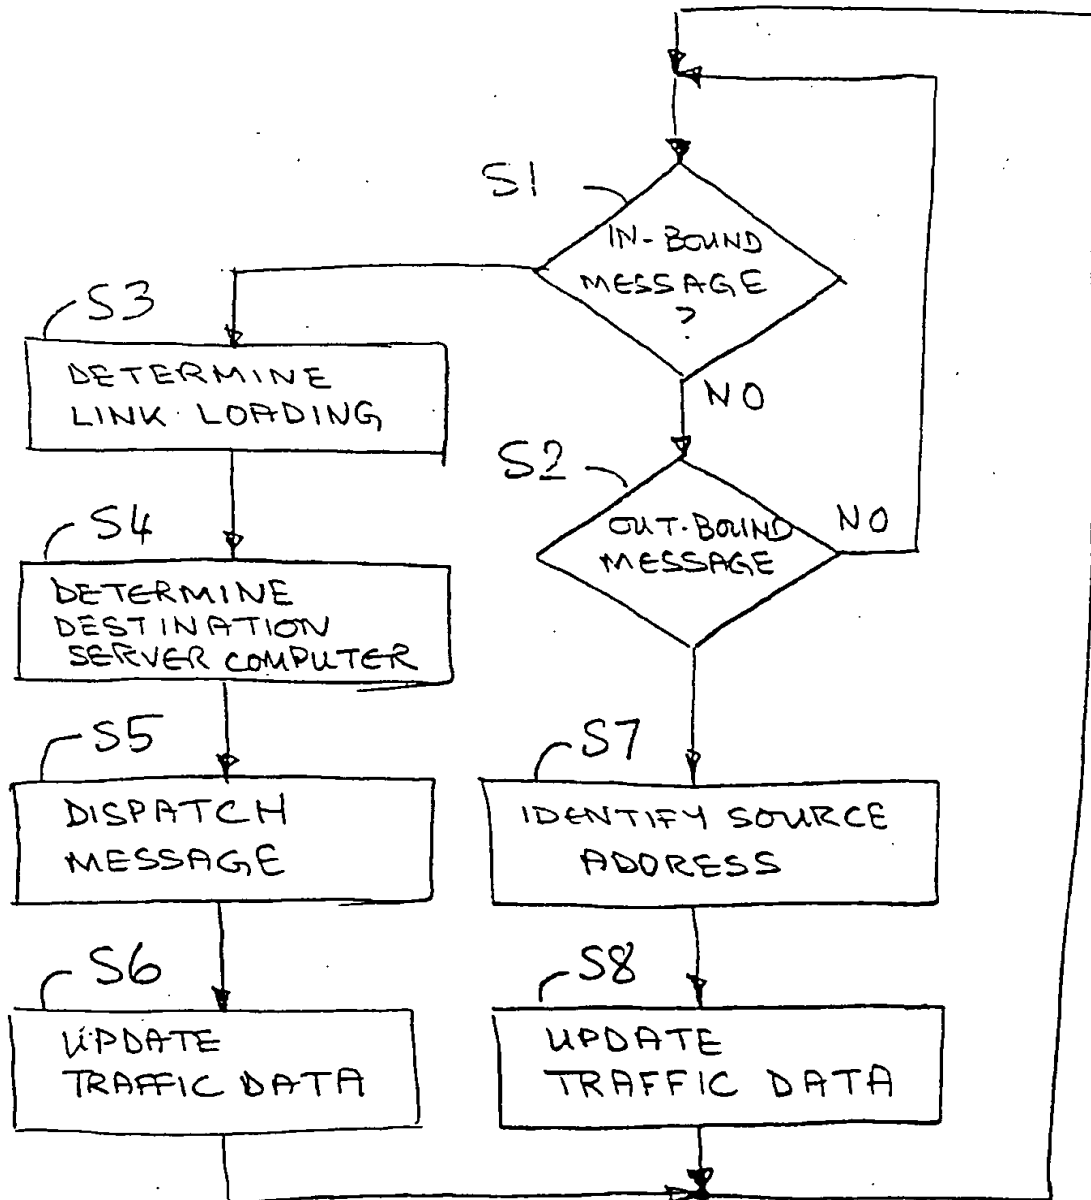 S1
IN-BOUND
MESSAGE
?
NO
S3
DETERMINE
LINK LOADING
S2
OUT-BOUND
MESSAGE
NO
S4
DETERMINE
DESTINATION
SERVER COMPUTER
S5
DISPATCH
MESSAGE
S7
IDENTIFY SOURCE
ADDRESS
S6
UPDATE
TRAFFIC DATA
S8
UPDATE
TRAFFIC DATA